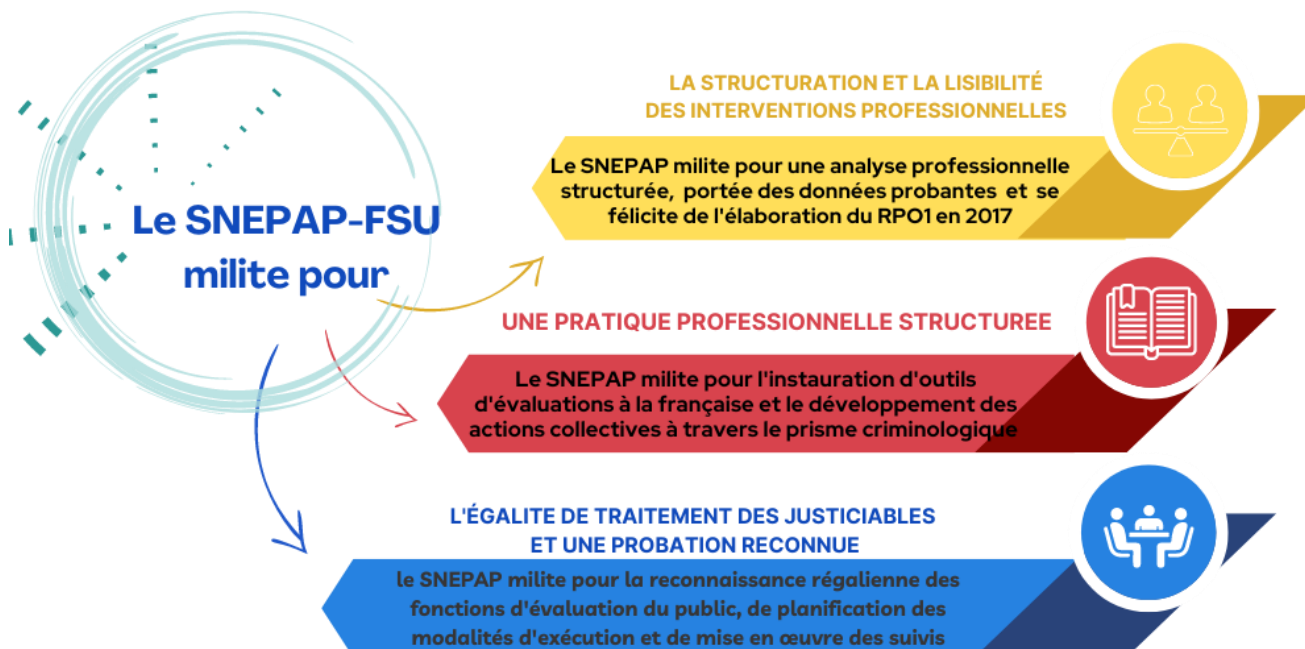 Le SNEPAP-FSU
milite pour
LA STRUCTURATION ET LA LISIBILITÉ
DES INTERVENTIONS PROFESSIONNELLES
Le SNEPAP milite pour une analyse professionnelle
structurée, portée des données probantes et se
félicite de l'élaboration du RPO1 en 2017
UNE PRATIQUE PROFESSIONNELLE STRUCTUREE
Le SNEPAP milite pour l'instauration d'outils
d'évaluations à la française et le développement des
actions collectives à travers le prisme criminologique
L'ÉGALITE DE TRAITEMENT DES JUSTICIABLES
ET UNE PROBATION RECONNUE
le SNEPAP milite pour la reconnaissance régalienne des
fonctions d'évaluation du public, de planification des
modalités d'exécution et de mise en œuvre des suivis